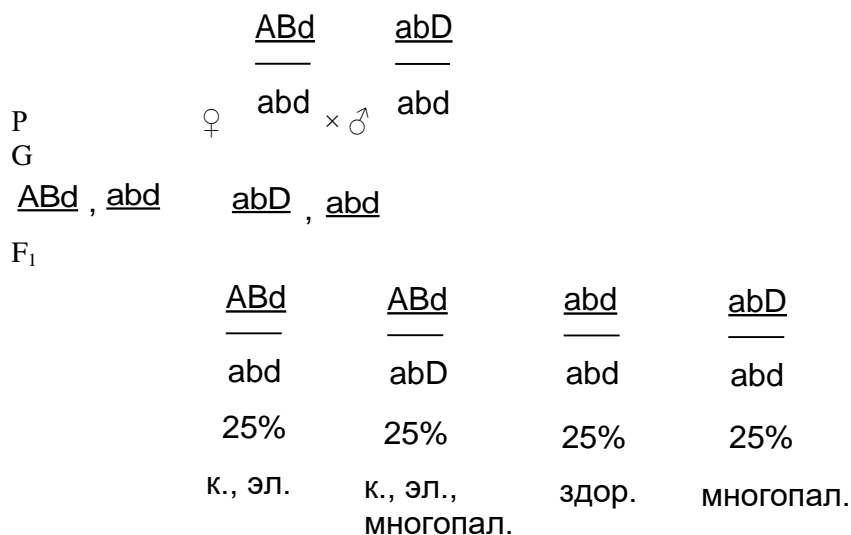 ABd abD
abd abd
P ♀ × ♂
G
ABd , abd abD , abd
F1
ABd ABd abd abD
abd abD abd abd
25% 25% 25% 25%
к., эл. к., эл., здор. многопал.
многопал.